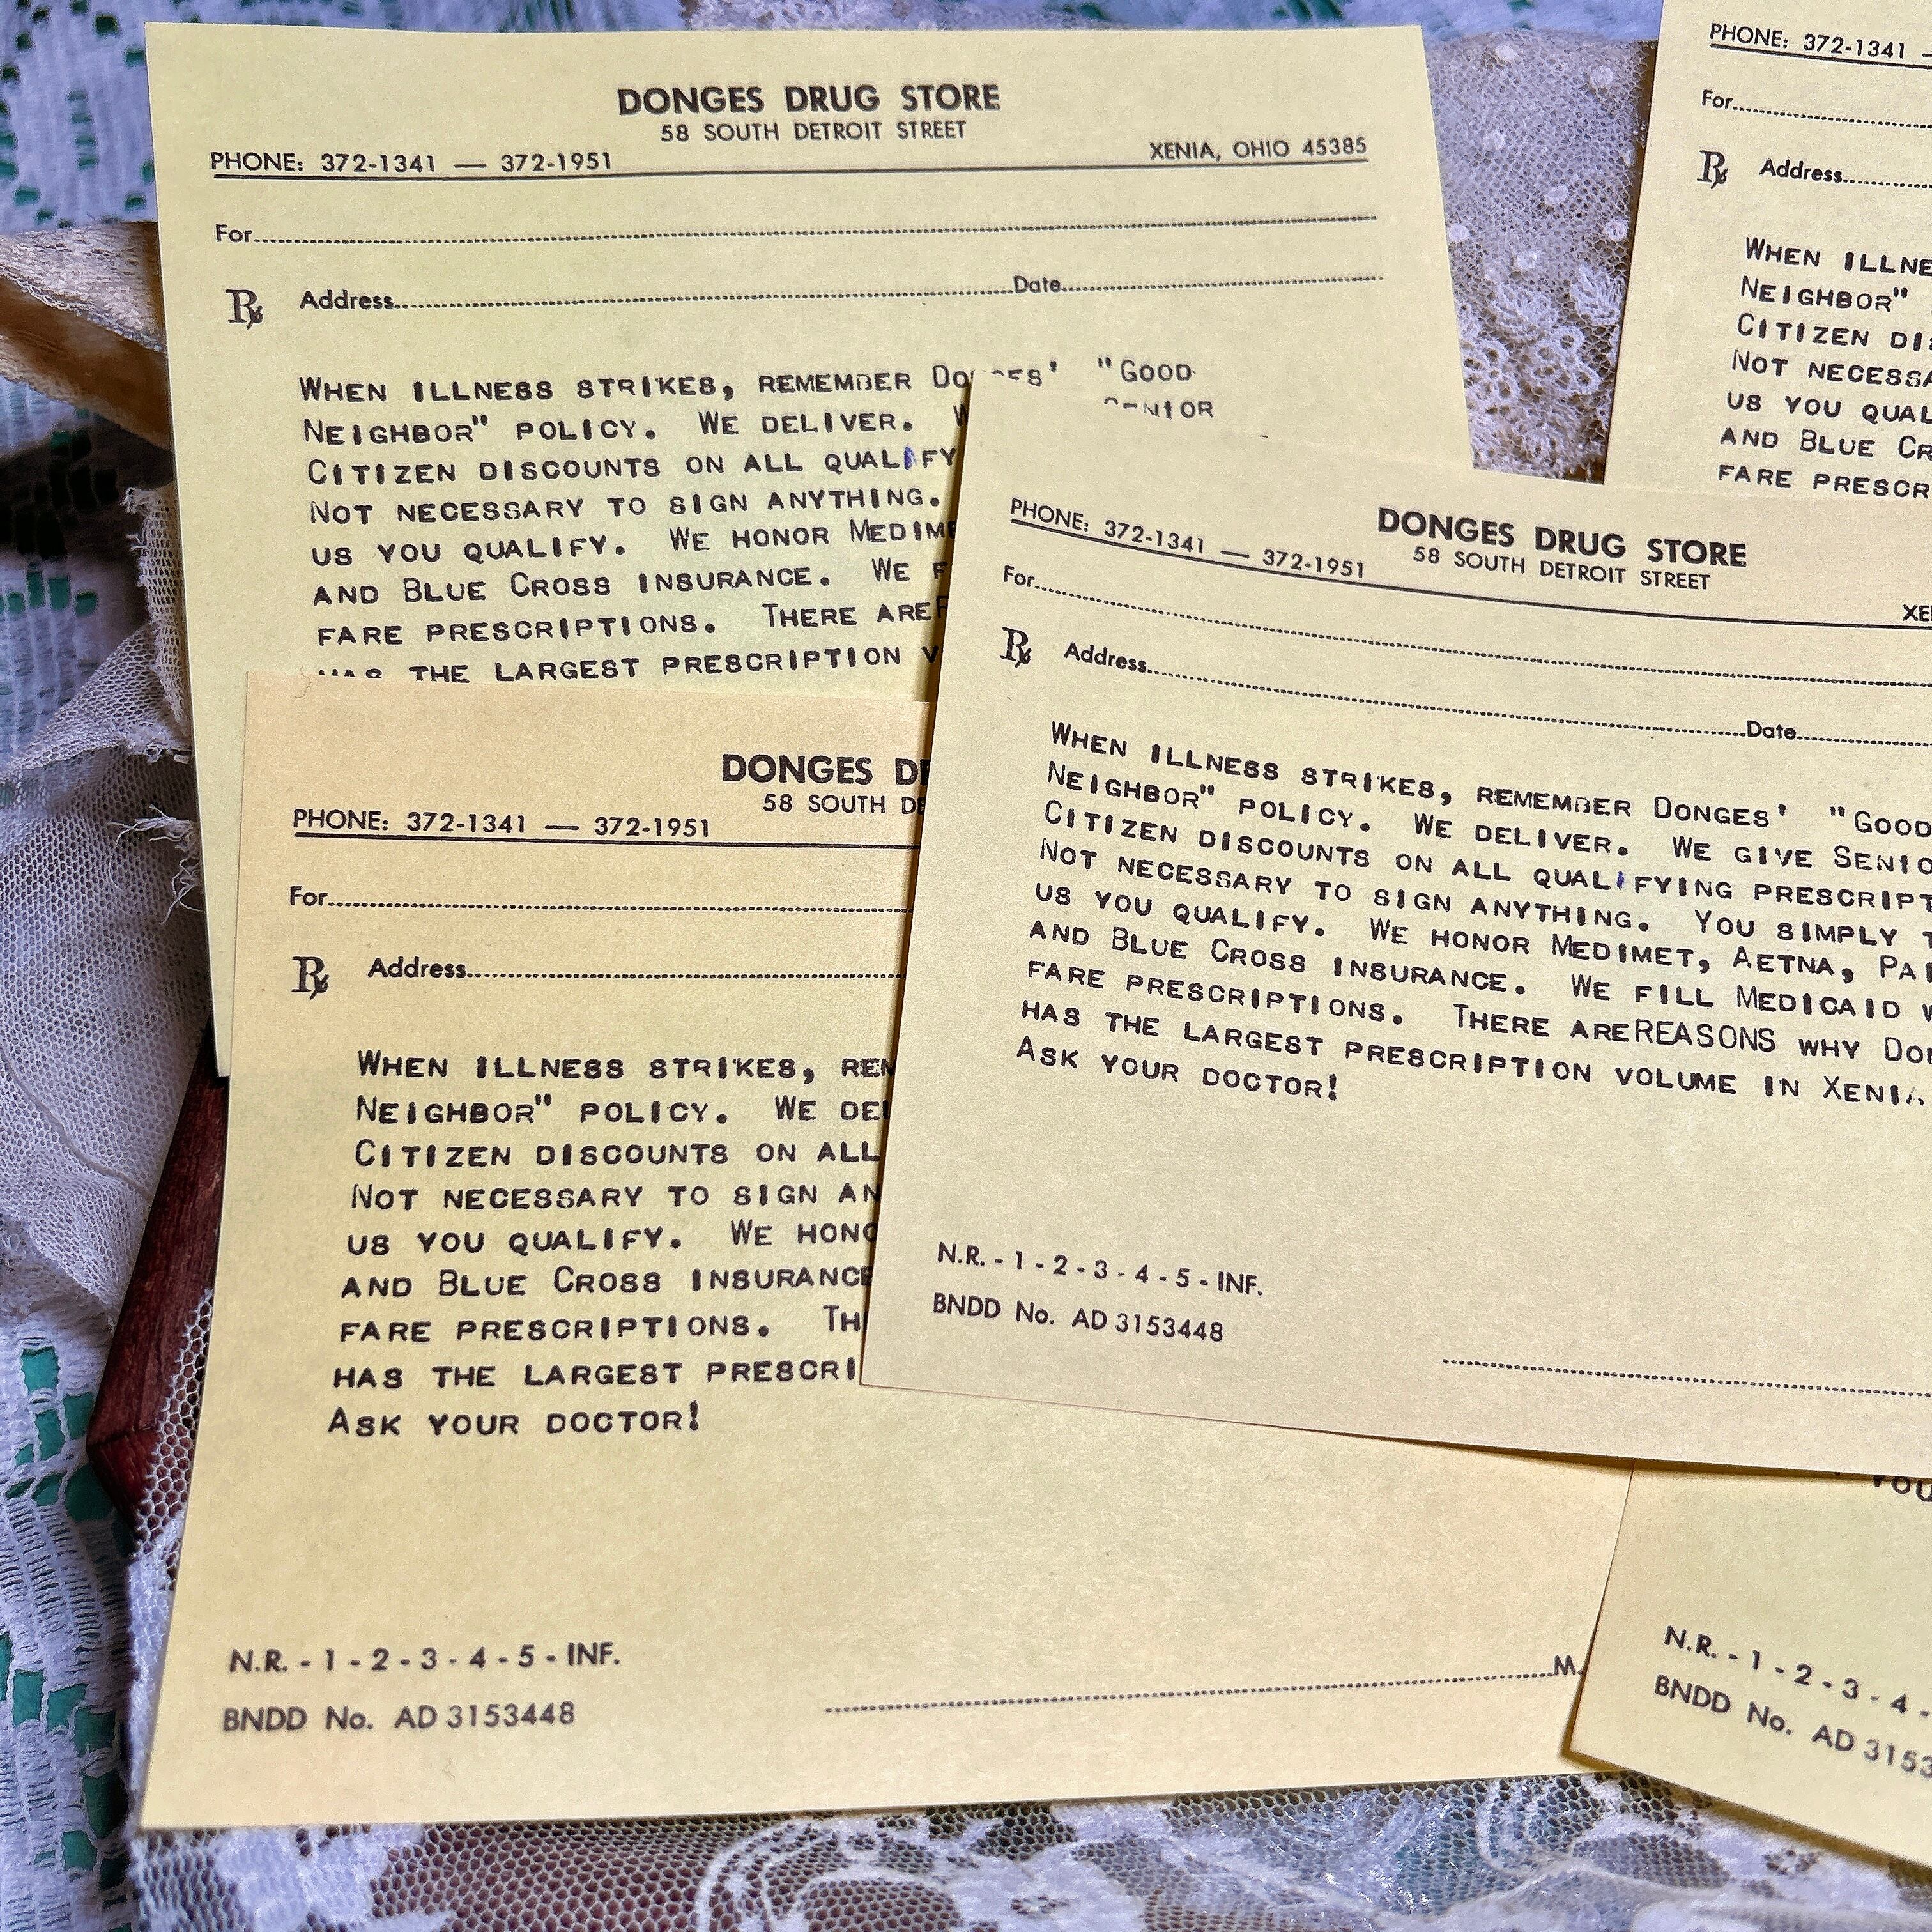 DONGES DRUG STORE
58 SOUTH DETROIT STREET
PHONE: 372-1341 — 372-1951 XENIA, OHIO 45385
For
℞ Address Date
WHEN ILLNESS STRIKES, REMEMBER "GOOD
NEIGHBOR" POLICY. WE DELIVER. SENIOR
CITIZEN DISCOUNTS ON ALL
NOT NECESSARY TO SIGN ANYTHING.
US YOU QUALIFY. WE HONOR
AND BLUE CROSS INSURANCE. WE
FARE PRESCRIPTIONS. THERE ARE
HAS THE LARGEST PRESCRIPTION
PHONE: 372-1341 —
For
℞ Address
WHEN
NEIGHBOR"
CITIZEN
NOT
US YOU
AND BLUE
FARE
DONGES DRUG STORE
58 SOUTH DETROIT STREET
PHONE: 372-1341 — 372-1951
For
℞ Address Date
WHEN ILLNESS STRIKES, REMEMBER DONGES' "GOOD
NEIGHBOR" POLICY. WE DELIVER. WE GIVE
CITIZEN DISCOUNTS ON ALL QUALIFYING
NOT NECESSARY TO SIGN ANYTHING. YOU SIMPLY
US YOU QUALIFY. WE HONOR MEDIMET, AETNA,
AND BLUE CROSS INSURANCE. WE FILL MEDICAID
FARE PRESCRIPTIONS. THERE ARE REASONS WHY
HAS THE LARGEST PRESCRIPTION VOLUME IN XENIA
ASK YOUR DOCTOR!
N.R. - 1 - 2 - 3 - 4 - 5 - INF.
BNDD No. AD 3153448
DONGES
58 SOUTH
PHONE: 372-1341 — 372-1951
For
℞ Address
WHEN ILLNESS STRIKES,
NEIGHBOR" POLICY. WE
CITIZEN DISCOUNTS ON ALL
NOT NECESSARY TO SIGN
US YOU QUALIFY. WE
AND BLUE CROSS INSURANCE
FARE PRESCRIPTIONS.
HAS THE LARGEST
ASK YOUR DOCTOR!
N.R. - 1 - 2 - 3 - 4 - 5 - INF.
BNDD No. AD 3153448 M.
N.R. - 1 - 2 - 3 - 4 -
BNDD No. AD